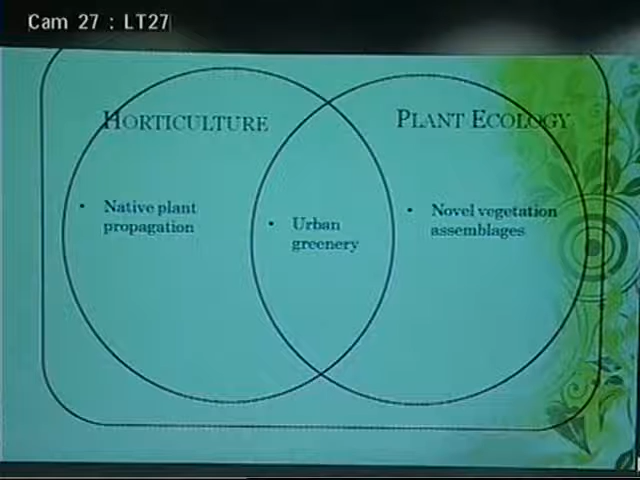 Cam 27 : LT27
HORTICULTURE
PLANT ECOLOGY
• Native plant
propagation
• Urban
greenery
• Novel vegetation
assemblages